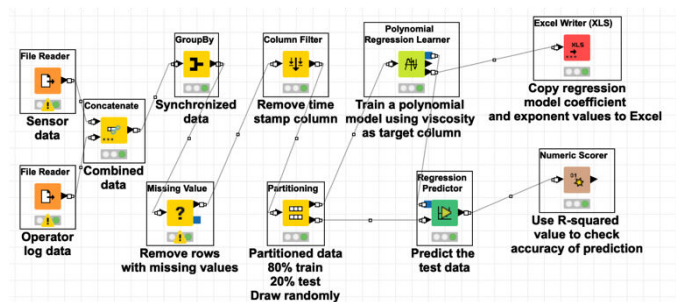 File Reader
Sensor
data
File Reader
Operator
log data
Concatenate
Combined
data
GroupBy
Synchronized
data
Missing Value
?
Remove rows
with missing values
Column Filter
Remove time
stamp column
Partitioning
Partitioned data
80% train
20% test
Draw randomly
Polynomial
Regression Learner
Train a polynomial
model using viscosity
as target column
Regression
Predictor
Predict the
test data
Excel Writer (XLS)
XLS
Copy regression
model coefficient
and exponent values to Excel
Numeric Scorer
Use R-squared
value to check
accuracy of prediction